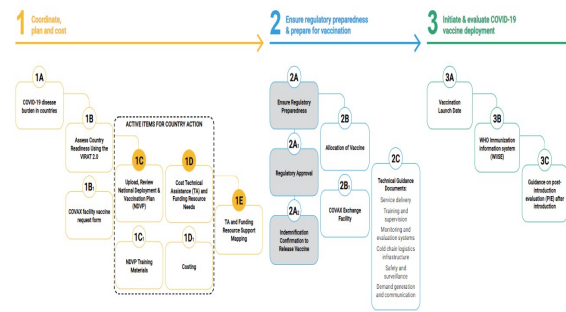 1 Coordinate,
plan and cost
2 Ensure regulatory preparedness
& prepare for vaccination
3 Initiate & evaluate COVID-19
vaccine deployment
1A
COVID-19 disease
burden in countries
1B
Assess Country
Readiness Using the
VIRAT 2.0
1B₁
COVAX facility vaccine
request form
ACTIVE ITEMS FOR COUNTRY ACTION
1C
Upload, Review
National Deployment &
Vaccination Plan
(NDVP)
1C₁
NDVP Training
Materials
1D
Cost Technical
Assistance (TA) and
Funding Resource
Needs
1D₁
Costing
1E
TA and Funding
Resource Support
Mapping
2A
Ensure Regulatory
Preparedness
2A₁
Regulatory Approval
2A₂
Indemnification
Confirmation to
Release Vaccine
2B
Allocation of Vaccine
2B₁
COVAX Exchange
Facility
2C
Technical Guidance
Documents:
Service delivery
Training and
supervision
Monitoring and
evaluation systems
Cold chain logistics
infrastructure
Safety and
surveillance
Demand generation
and communication
3A
Vaccination
Launch Date
3B
WHO Immunization
Information system
(WIISE)
3C
Guidance on post-
introduction
evaluation (PIE) after
introduction